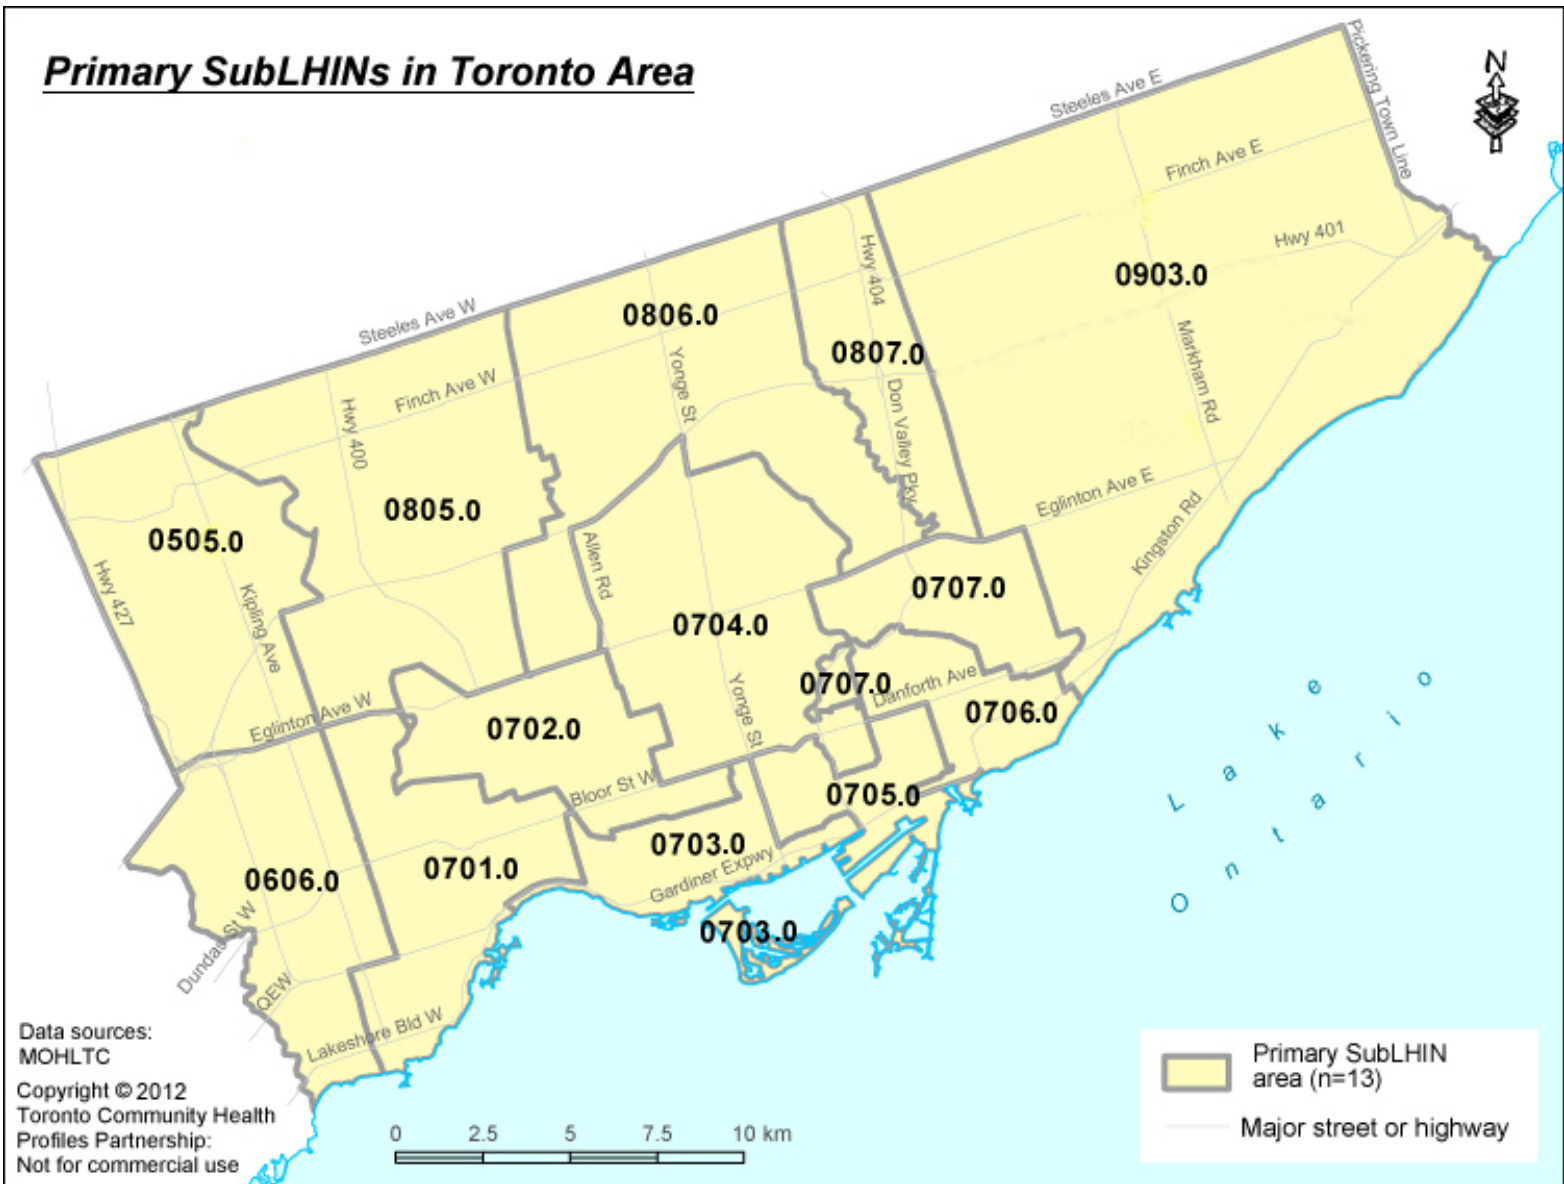 Primary SubLHINs in Toronto Area
N
Pickering Town Line
Steeles Ave E
Finch Ave E
Hwy 401
Hwy 404
0903.0
Steeles Ave W
0806.0
0807.0
Markham Rd
Yonge St
Finch Ave W
Hwy 400
Don Valley Pky
0805.0
0505.0
Eglinton Ave E
Kingston Rd
Allen Rd
Hwy 427
Kipling Ave
0707.0
0704.0
0707.0
Danforth Ave
0706.0
Yonge St
Eglinton Ave W
0702.0
Bloor St W
0705.0
0703.0
0701.0
0606.0
Gardiner Expwy
0703.0
Dundas St W
QEW
Lakeshore Bld W
Lake
Ontario
Data sources:
MOHLTC
Copyright © 2012
Toronto Community Health
Profiles Partnership:
Not for commercial use
0 2.5 5 7.5 10 km
Primary SubLHIN
area (n=13)
Major street or highway